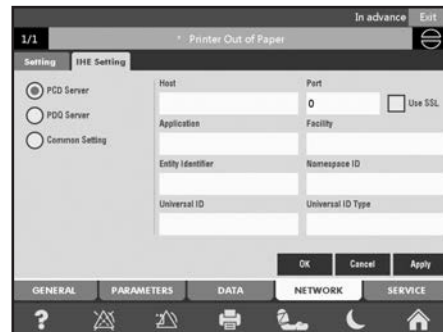 In advance Exit
1/1 * Printer Out of Paper
Setting IHE Setting
PCD Server
PDQ Server
Common Setting
Host Port
0 Use SSL
Application Facility
Entity Identifier Namespace ID
Universal ID Universal ID Type
OK Cancel Apply
GENERAL PARAMETERS DATA NETWORK SERVICE
?